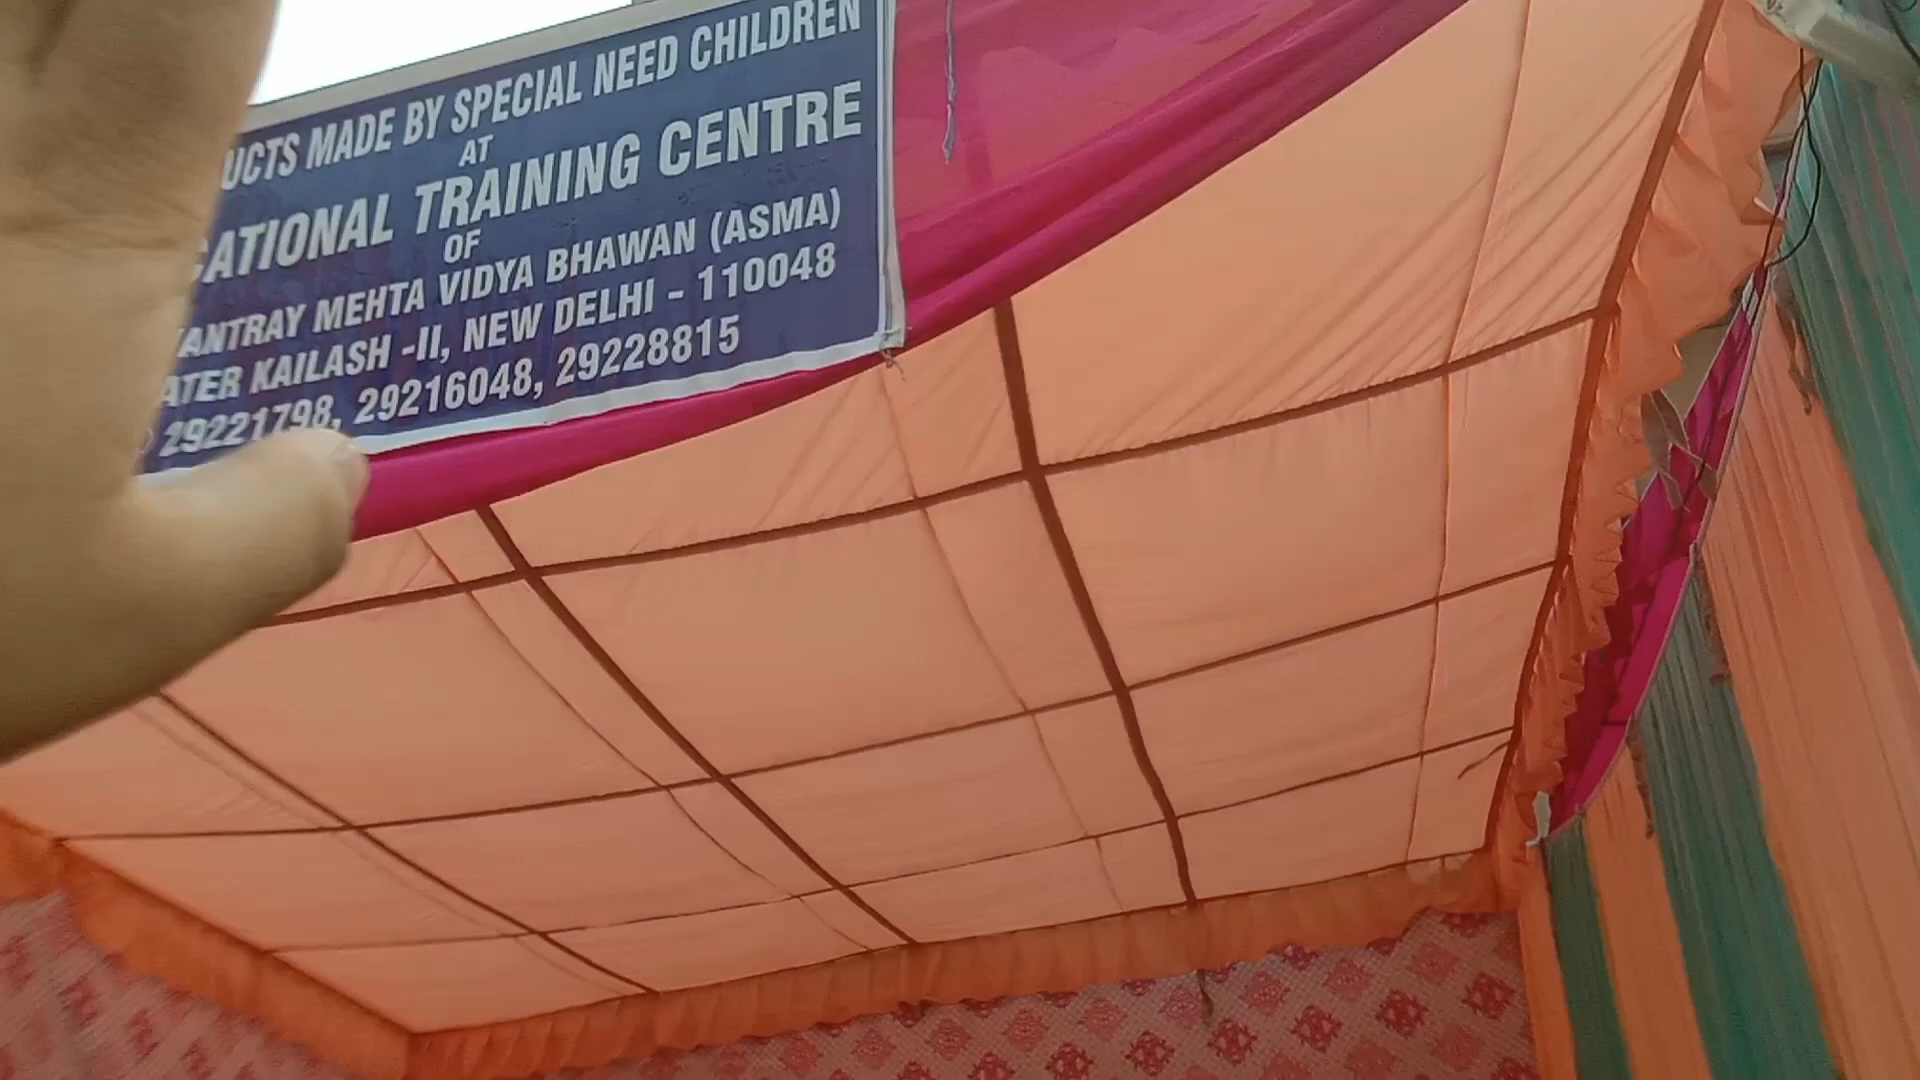 UCTS MADE BY SPECIAL NEED CHILDREN
AT
CATIONAL TRAINING CENTRE
OF
ANTRAY MEHTA VIDYA BHAWAN (ASMA)
ATER KAILASH -II, NEW DELHI - 110048
29221798, 29216048, 29228815